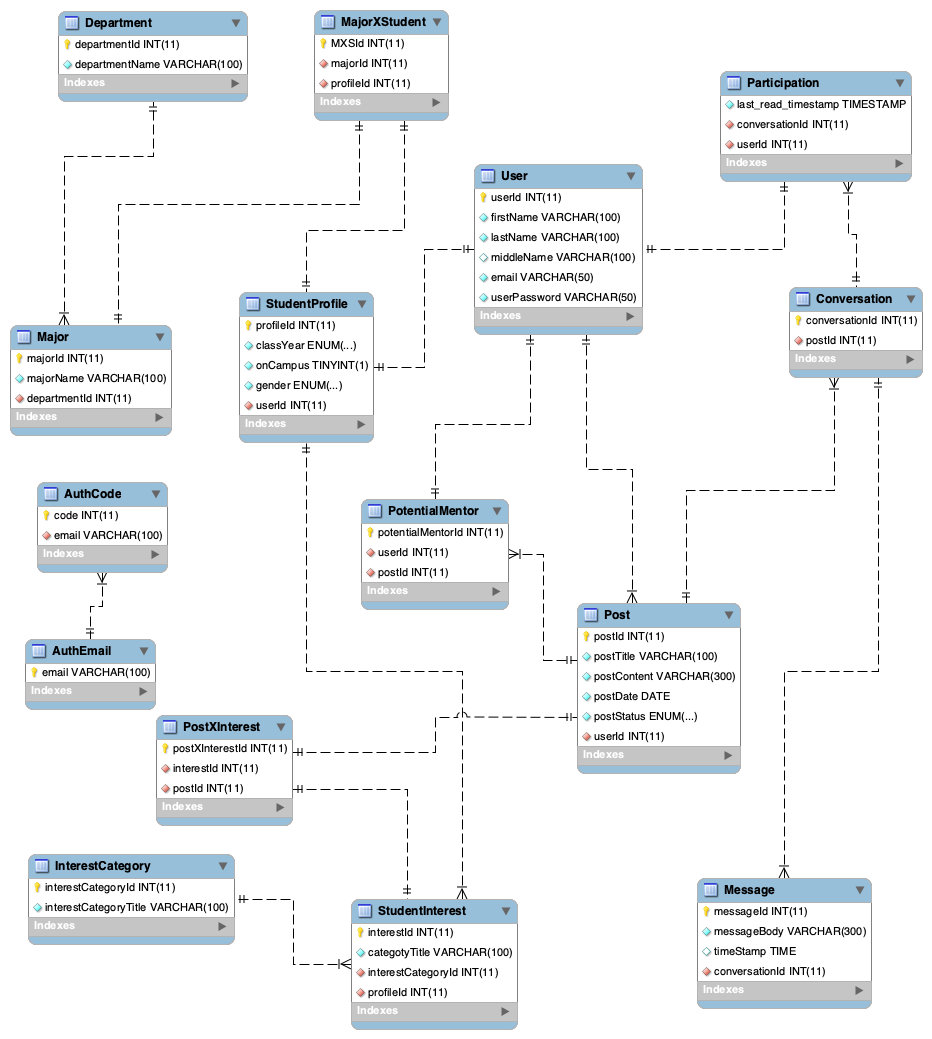 Department
departmentId INT(11)
departmentName VARCHAR(100)
Indexes
MajorXStudent
MXSId INT(11)
majorId INT(11)
profileId INT(11)
Indexes
Participation
last_read_timestamp TIMESTAMP
conversationId INT(11)
userId INT(11)
Indexes
User
userId INT(11)
firstName VARCHAR(100)
lastName VARCHAR(100)
middleName VARCHAR(100)
email VARCHAR(50)
userPassword VARCHAR(50)
Indexes
StudentProfile
profileId INT(11)
classYear ENUM(...)
onCampus TINYINT(1)
gender ENUM(...)
userId INT(11)
Indexes
Conversation
conversationId INT(11)
postId INT(11)
Indexes
Major
majorId INT(11)
majorName VARCHAR(100)
departmentId INT(11)
Indexes
AuthCode
code INT(11)
email VARCHAR(100)
Indexes
PotentialMentor
potentialMentorId INT(11)
userId INT(11)
postId INT(11)
Indexes
Post
postId INT(11)
postTitle VARCHAR(100)
postContent VARCHAR(300)
postDate DATE
postStatus ENUM(...)
userId INT(11)
Indexes
AuthEmail
email VARCHAR(100)
Indexes
PostXInterest
postXInterestId INT(11)
interestId INT(11)
postId INT(11)
Indexes
InterestCategory
interestCategoryId INT(11)
interestCategoryTitle VARCHAR(100)
Indexes
StudentInterest
interestId INT(11)
categotyTitle VARCHAR(100)
interestCategoryId INT(11)
profileId INT(11)
Indexes
Message
messageId INT(11)
messageBody VARCHAR(300)
timeStamp TIME
conversationId INT(11)
Indexes